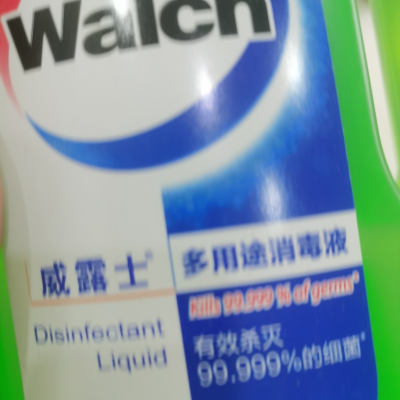 Walch
威露士®
多用途消毒液
Kills 99.999 % of germs*
Disinfectant
Liquid
有效杀灭
99.999%的细菌*